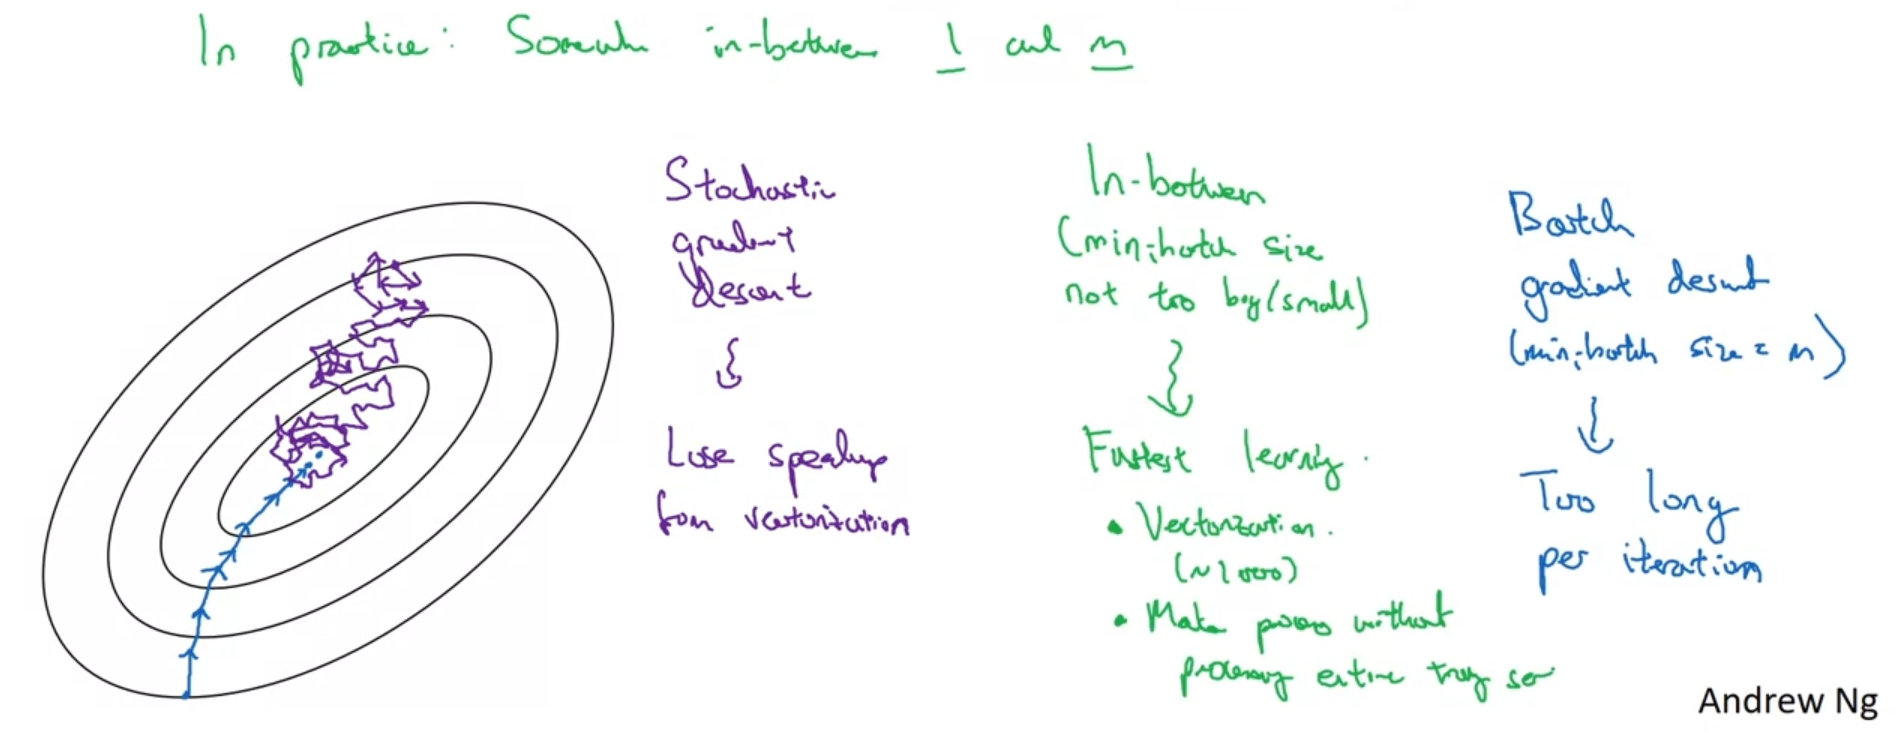 In practice: Somewhere in-between 1 and m
Stochastic
gradient
descent
Lose speedup
from vectorization
In-between
(mini-batch size
not too big/small)
Fastest learning.
• Vectorization.
(~1000)
• Make progress without
processing entire training set
Batch
gradient descent
(mini-batch size = m)
Too long
per iteration
Andrew Ng